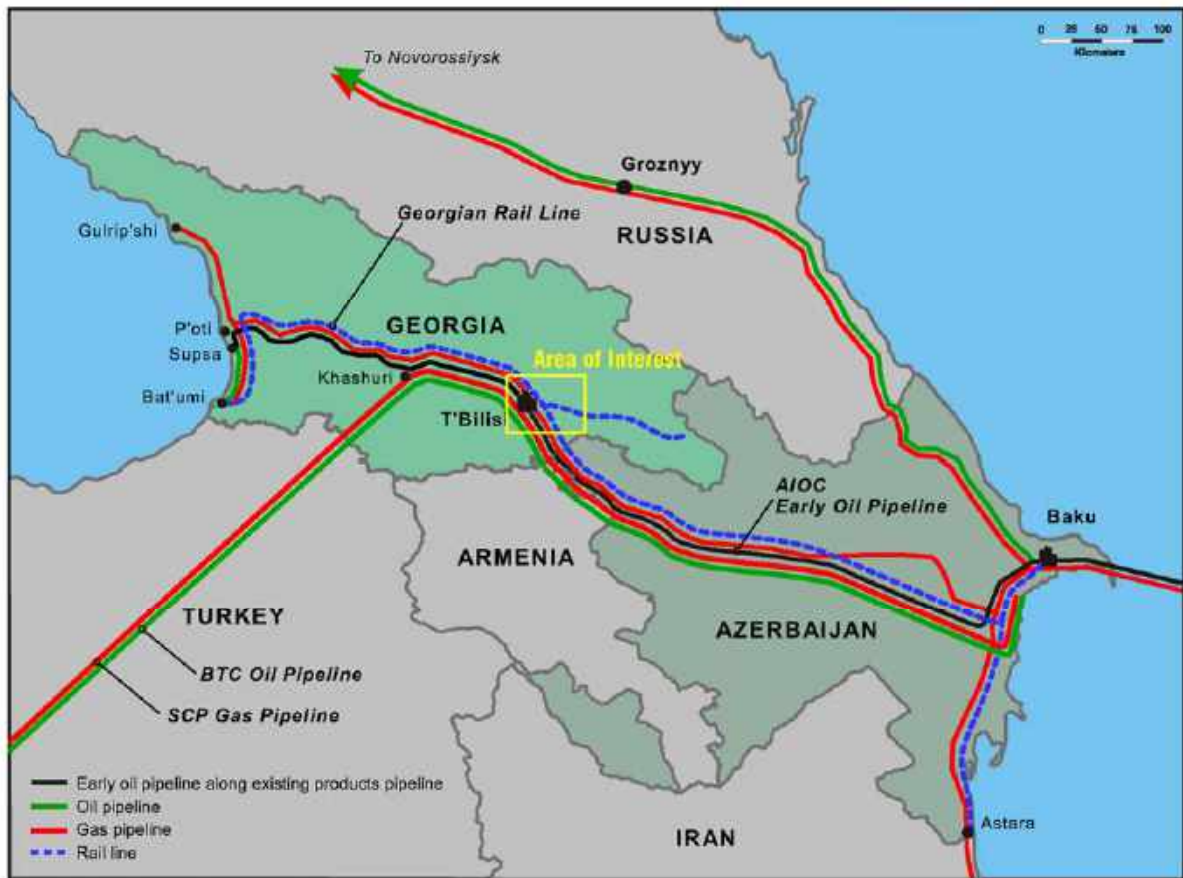 0 25 50 75 100
Kilometers
To Novorossiysk
Groznyy
Georgian Rail Line
Gulrip'shi
RUSSIA
P'oti
GEORGIA
Supsa
Area of Interest
Khashuri
Bat'umi
T'Bilisi
AIOC
Early Oil Pipeline
Baku
ARMENIA
TURKEY
AZERBAIJAN
BTC Oil Pipeline
SCP Gas Pipeline
Early oil pipeline along existing products pipeline
Oil pipeline
Gas pipeline
Rail line
Astara
IRAN